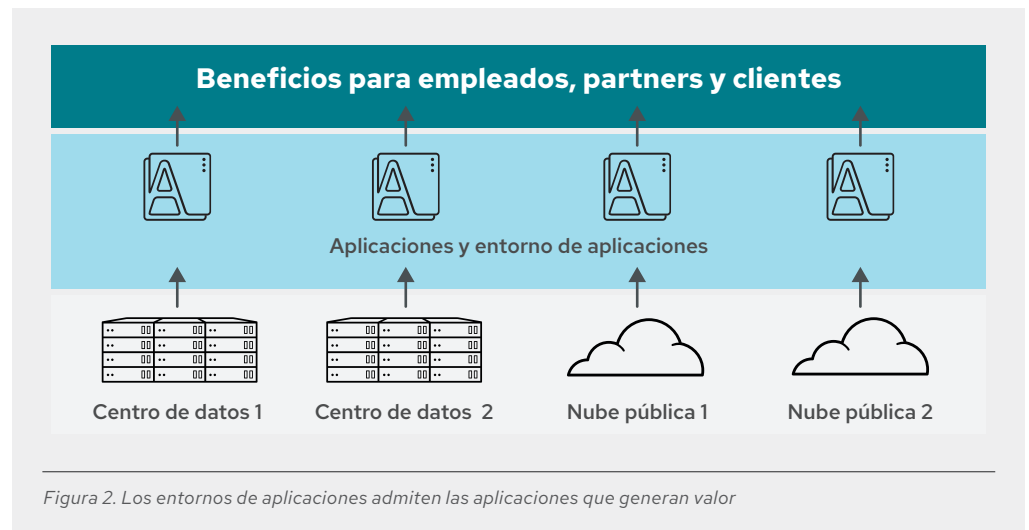 Beneficios para empleados, partners y clientes
Aplicaciones y entorno de aplicaciones
Centro de datos 1
Centro de datos 2
Nube pública 1
Nube pública 2
Figura 2. Los entornos de aplicaciones admiten las aplicaciones que generan valor